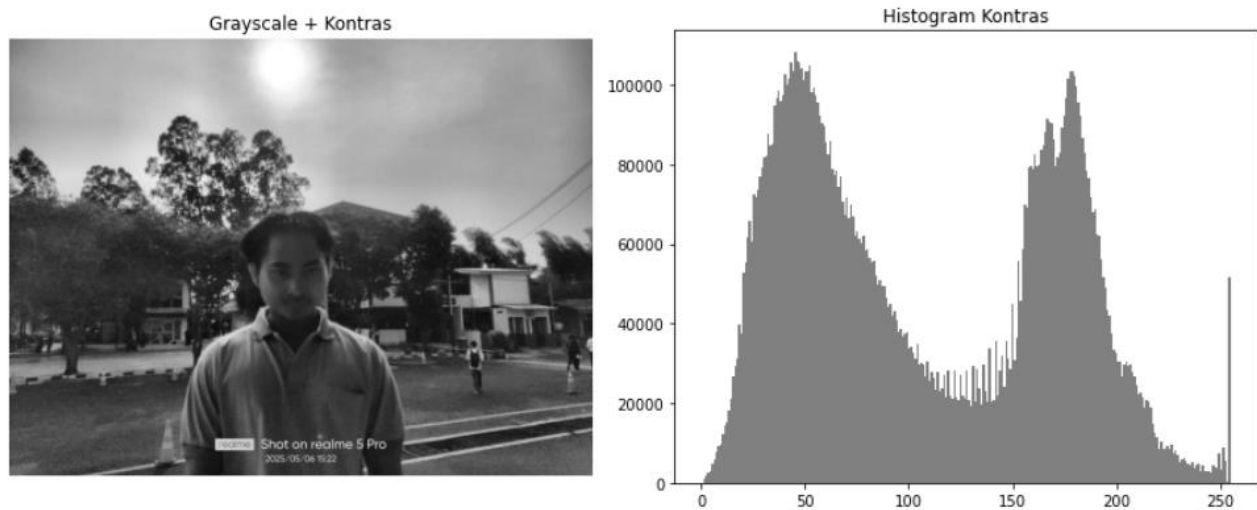 Grayscale + Kontras
realme Shot on realme 5 Pro
2025/05/06 15:22
Histogram Kontras
100000
80000
60000
40000
20000
0
0 50 100 150 200 250